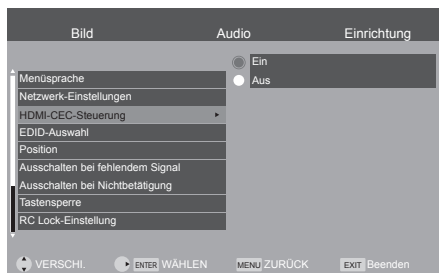 Bild Audio Einrichtung
Ein
Aus
Menüsprache
Netzwerk-Einstellungen
HDMI-CEC-Steuerung
EDID-Auswahl
Position
Ausschalten bei fehlendem Signal
Ausschalten bei Nichtbetätigung
Tastensperre
RC Lock-Einstellung
VERSCHI. ENTER WÄHLEN MENU ZURÜCK EXIT Beenden